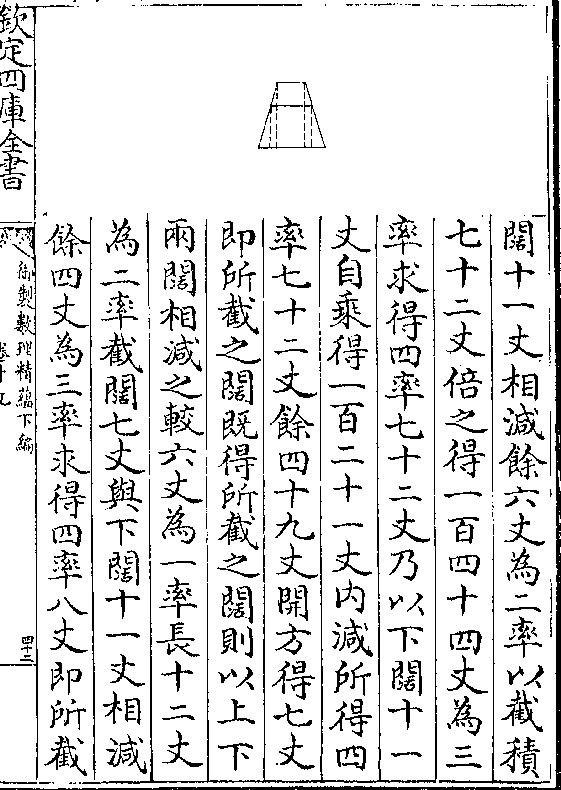 闊十一丈相減餘六丈為二率以截積
七十二丈倍之得一百四十四丈為三
率求得四率七十二丈乃以下闊十一
丈自乘得一百二十一丈内減所得四
率七十二丈餘四十九丈開方得七丈
即所截之闊既得所截之闊則以上下
兩闊相減之較六丈為一率長十二丈
為二率截闊七丈與下闊十一丈相減
餘四丈為三率求得四率八丈即所截
欽定四庫全書
御製數理精蘊下編
卷十九
四十二